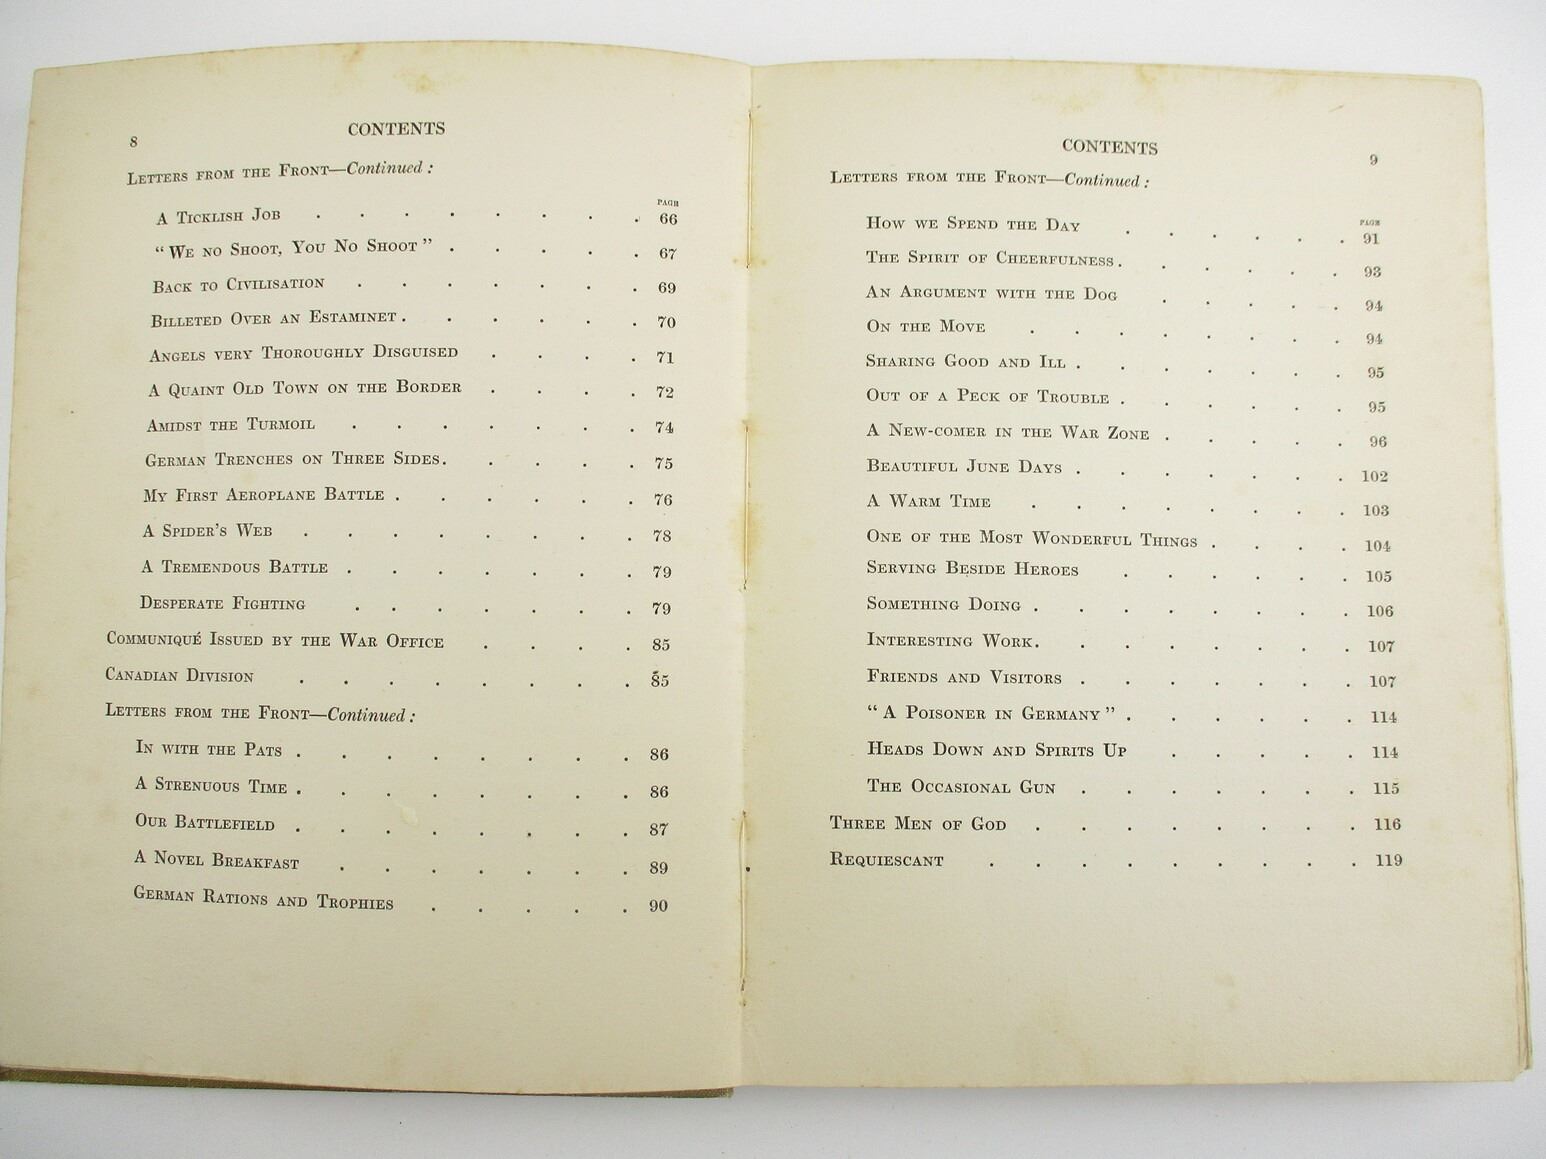 8 CONTENTS
Letters from the Front—Continued :
PAGE
A Ticklish Job . . . . . . . . 66
“ We no Shoot, You No Shoot ” . . . . . 67
Back to Civilisation . . . . . . . 69
Billeted Over an Estaminet . . . . . . 70
Angels very Thoroughly Disguised . . . . 71
A Quaint Old Town on the Border . . . . 72
Amidst the Turmoil . . . . . . . 74
German Trenches on Three Sides . . . . . 75
My First Aeroplane Battle . . . . . . 76
A Spider’s Web . . . . . . . . 78
A Tremendous Battle . . . . . . . 79
Desperate Fighting . . . . . . . 79
Communiqué Issued by the War Office . . . . 85
Canadian Division . . . . . . . . 85
Letters from the Front—Continued :
In with the Pats . . . . . . . . 86
A Strenuous Time . . . . . . . . 86
Our Battlefield . . . . . . . . 87
A Novel Breakfast . . . . . . . 89
German Rations and Trophies . . . . . 90
CONTENTS 9
Letters from the Front—Continued :
PAGE
How we Spend the Day . . . . . . 91
The Spirit of Cheerfulness . . . . . . 93
An Argument with the Dog . . . . . 94
On the Move . . . . . . . . 94
Sharing Good and Ill . . . . . . . 95
Out of a Peck of Trouble . . . . . . 95
A New-comer in the War Zone . . . . . 96
Beautiful June Days . . . . . . . 102
A Warm Time . . . . . . . . 103
One of the Most Wonderful Things . . . . 104
Serving Beside Heroes . . . . . . 105
Something Doing . . . . . . . . 106
Interesting Work . . . . . . . . 107
Friends and Visitors . . . . . . . 107
“ A Poisoner in Germany ” . . . . . . 114
Heads Down and Spirits Up . . . . . 114
The Occasional Gun . . . . . . . 115
Three Men of God . . . . . . . . 116
Requiescant . . . . . . . . . 119